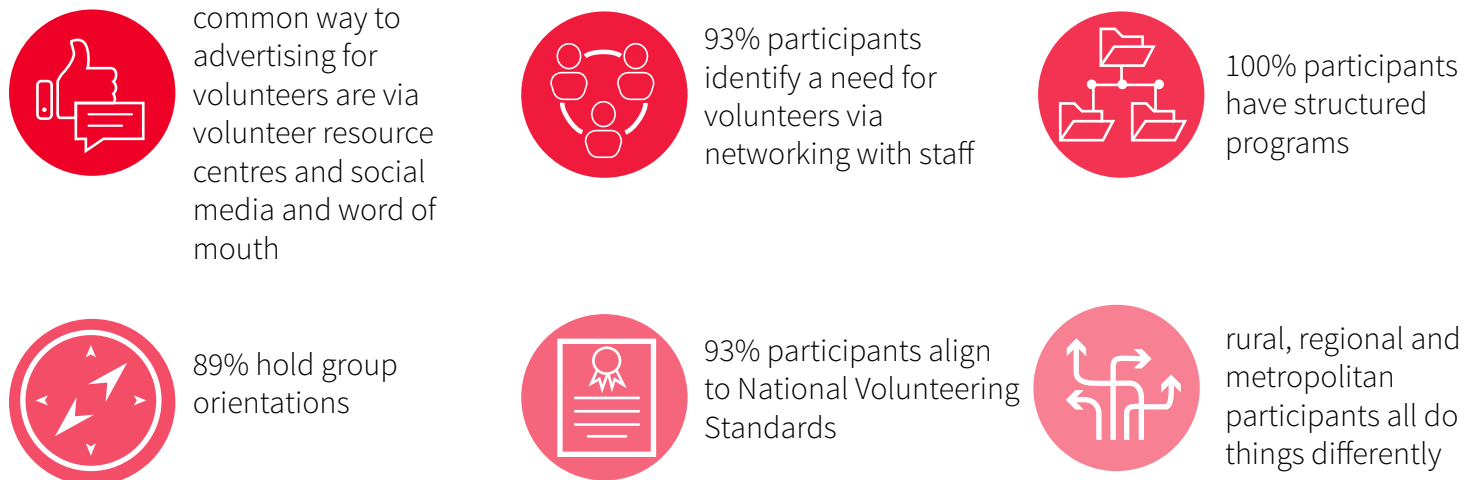 common way to
advertising for
volunteers are via
volunteer resource
centres and social
media and word of
mouth
93% participants
identify a need for
volunteers via
networking with staff
100% participants
have structured
programs
89% hold group
orientations
93% participants align
to National Volunteering
Standards
rural, regional and
metropolitan
participants all do
things differently